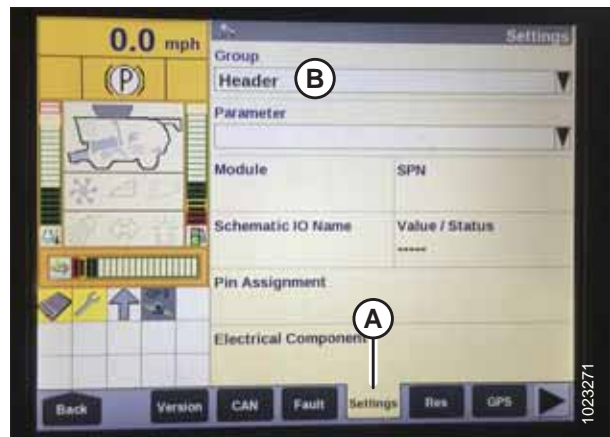 0.0 mph
Settings
Group
Header
B
Parameter
Module
SPN
Schematic IO Name
Value / Status
-----
Pin Assignment
A
Electrical Component
(P)
Back
Version
CAN
Fault
Settings
Res
GPS
1023271